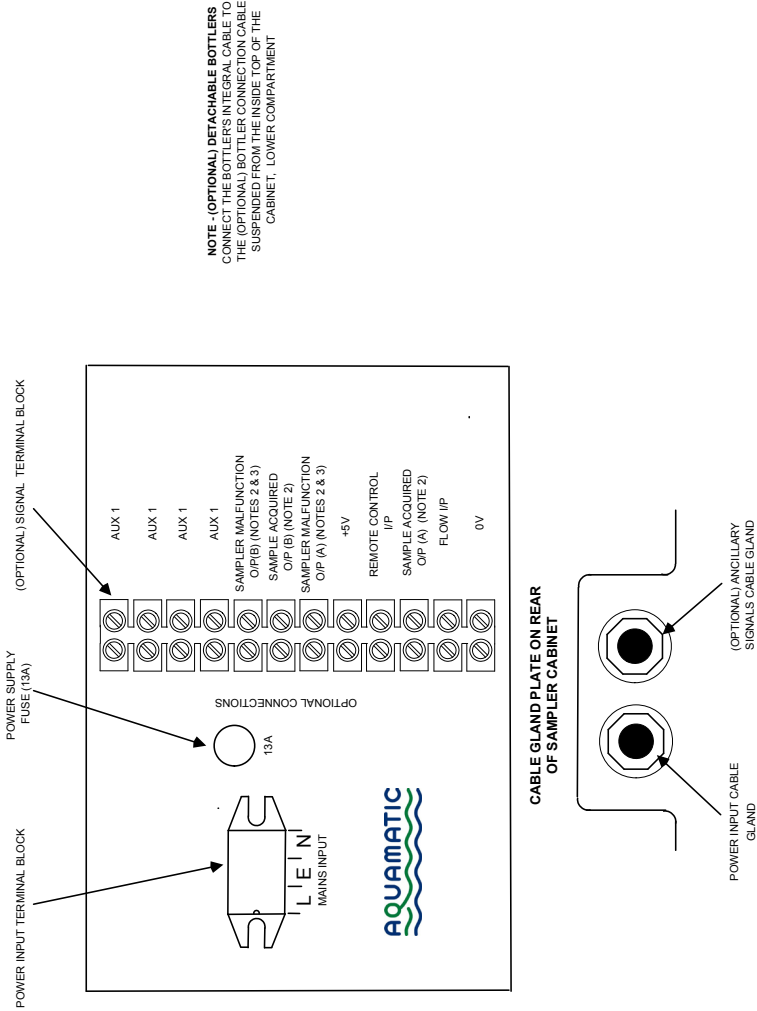 POWER INPUT TERMINAL BLOCK
POWER SUPPLY
FUSE (13A)
(OPTIONAL) SIGNAL  TERMINAL BLOCK
NOTE - (OPTIONAL) DETACHABLE BOTTLERS
CONNECT THE BOTTLER'S INTEGRAL CABLE TO
THE (OPTIONAL) BOTTLER CONNECTION CABLE
SUSPENDED FROM THE INSIDE TOP OF THE
CABINET,  LOWER COMPARTMENT
L
E
N
MAINS INPUT
13A
OPTIONAL CONNECTIONS
AUX 1
AUX 1
AUX 1
AUX 1
SAMPLER MALFUNCTION
O/P(B) (NOTES 2 & 3)
SAMPLE ACQUIRED
O/P (B) (NOTE 2)
SAMPLER MALFUNCTION
O/P (A) (NOTES 2 & 3)
+5V
REMOTE CONTROL
I/P
SAMPLE ACQUIRED
O/P (A)  (NOTE 2)
FLOW I/P
0V
AQUAMATIC
CABLE GLAND PLATE ON REAR
OF SAMPLER CABINET
POWER INPUT CABLE
GLAND
(OPTIONAL) ANCILLARY
SIGNALS CABLE GLAND